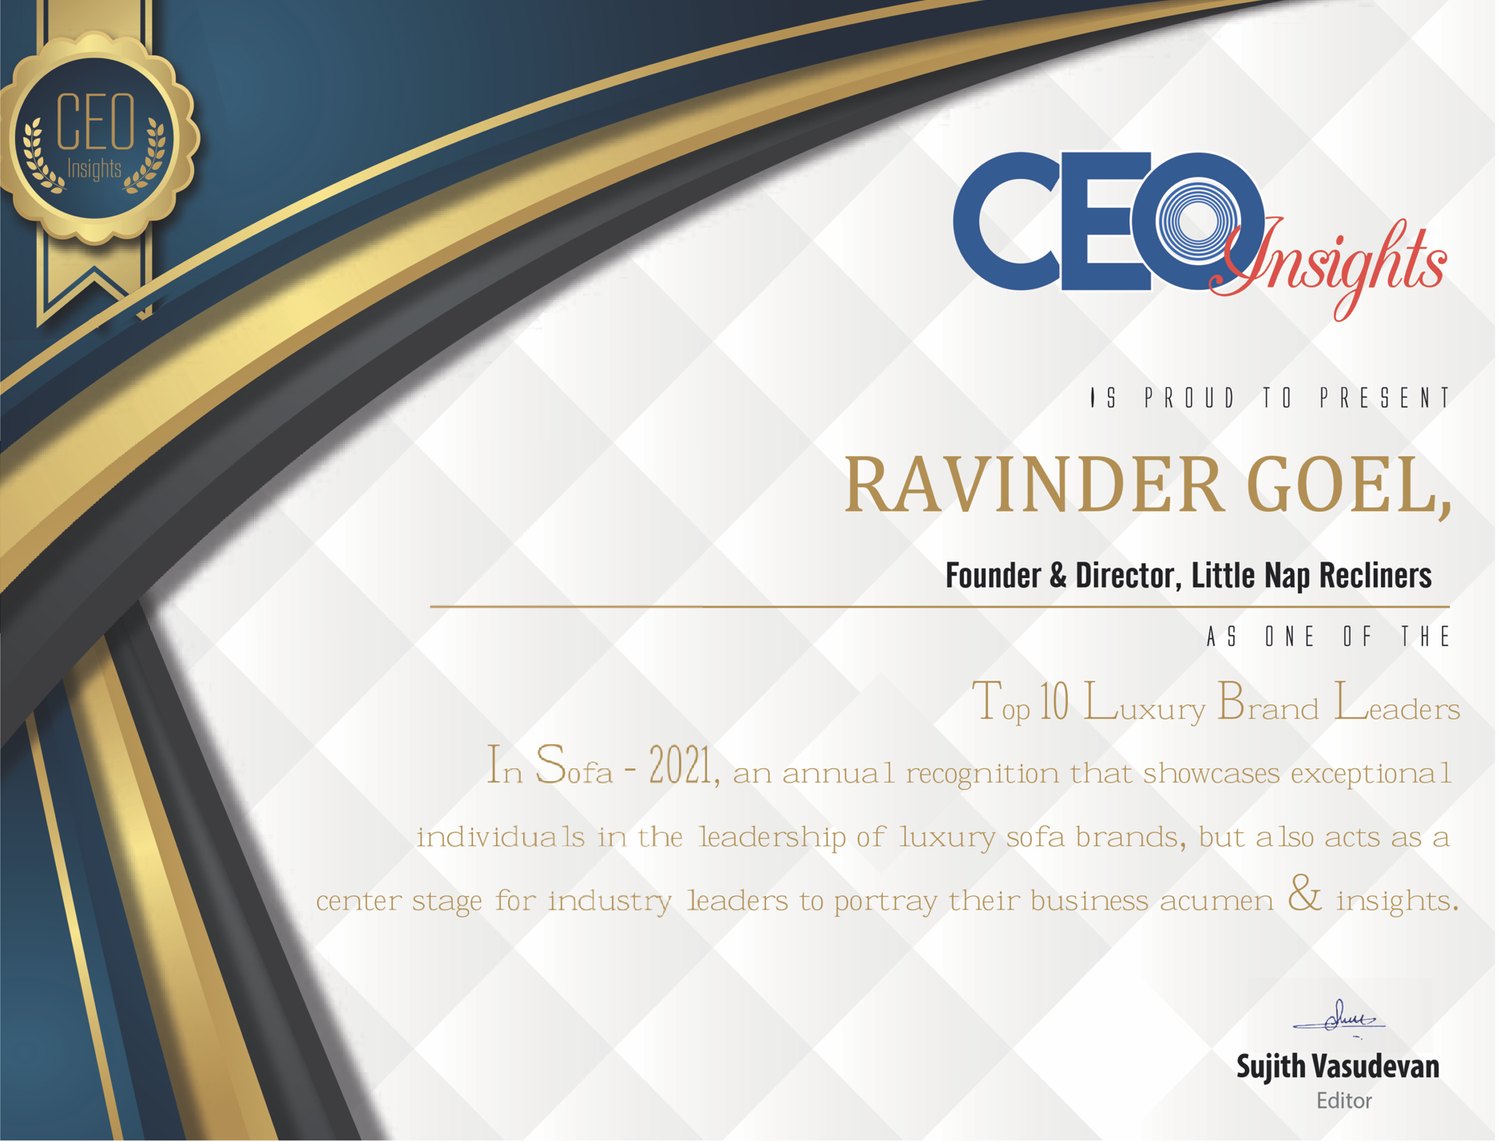 CEO
Insights
CEO Insights
IS PROUD TO PRESENT
RAVINDER GOEL,
Founder & Director, Little Nap Recliners
AS ONE OF THE
Top 10 Luxury Brand Leaders
In Sofa - 2021, an annual recognition that showcases exceptional
individuals in the leadership of luxury sofa brands, but also acts as a
center stage for industry leaders to portray their business acumen & insights.
Sujith Vasudevan
Editor